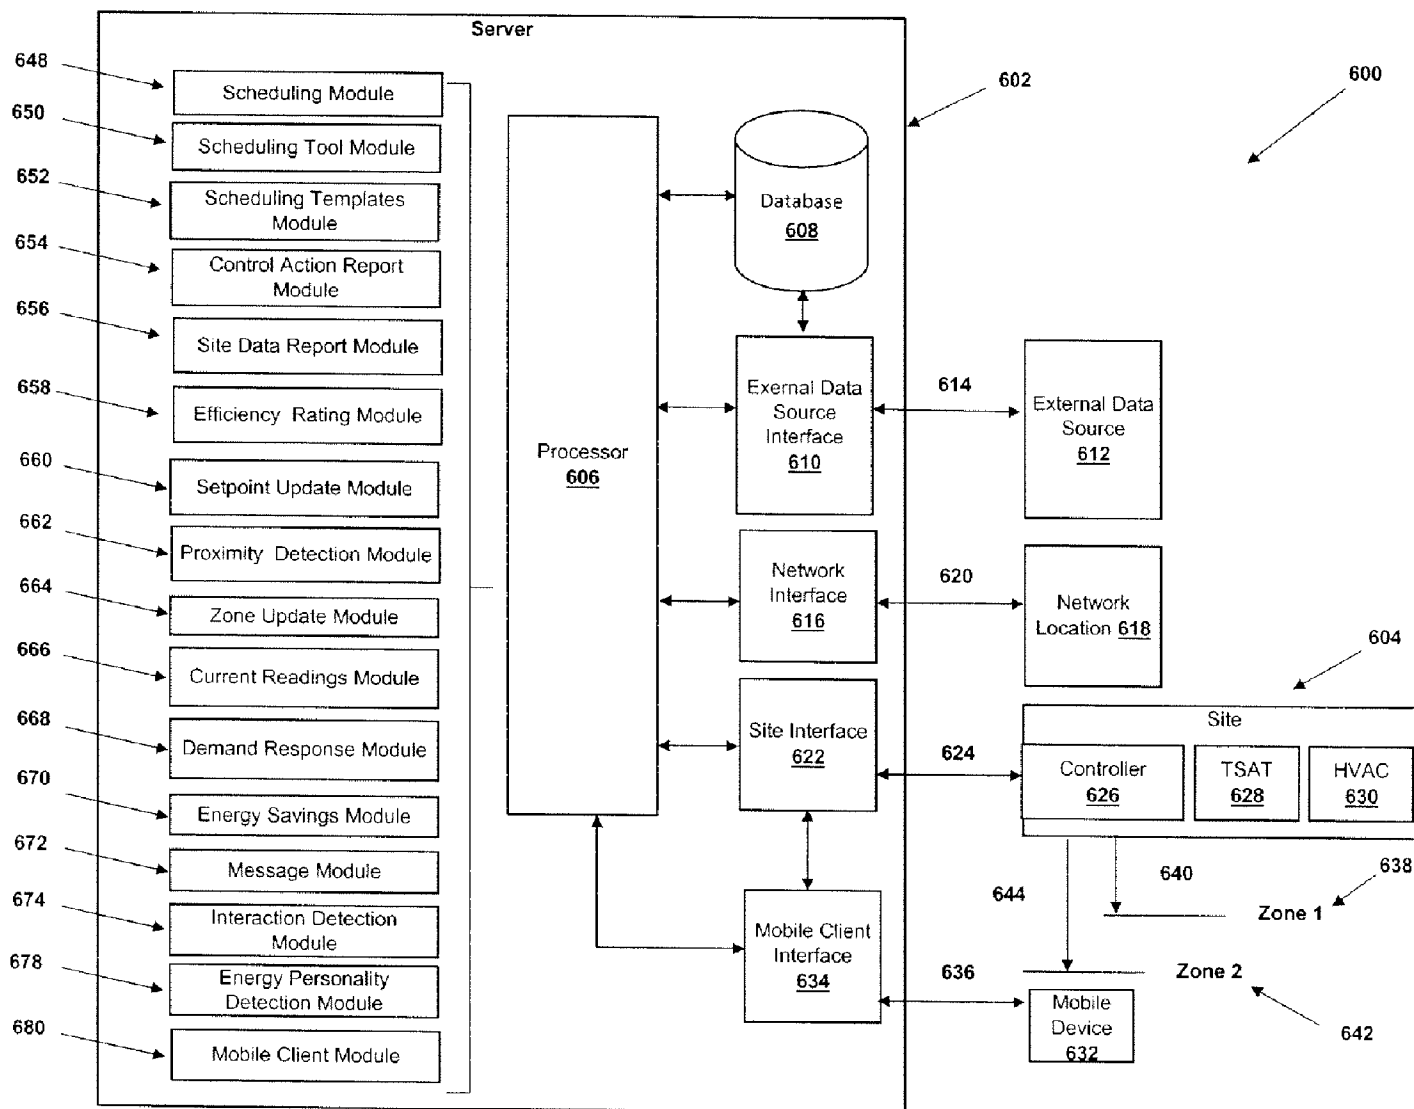 Server
648
Scheduling Module
650
Scheduling Tool Module
652
Scheduling Templates
Module
654
Control Action Report
Module
656
Site Data Report Module
658
Efficiency Rating Module
660
Setpoint Update Module
662
Proximity Detection Module
664
Zone Update Module
666
Current Readings Module
668
Demand Response Module
670
Energy Savings Module
672
Message Module
674
Interaction Detection
Module
678
Energy Personality
Detection Module
680
Mobile Client Module
Processor
606
Database
608
Exernal Data
Source
Interface
610
Network
Interface
616
Site Interface
622
Mobile Client
Interface
634
602
600
614
External Data
Source
612
620
Network
Location 618
604
Site
624
Controller
626
TSAT
628
HVAC
630
644
640
638
Zone 1
Zone 2
636
Mobile
Device
632
642